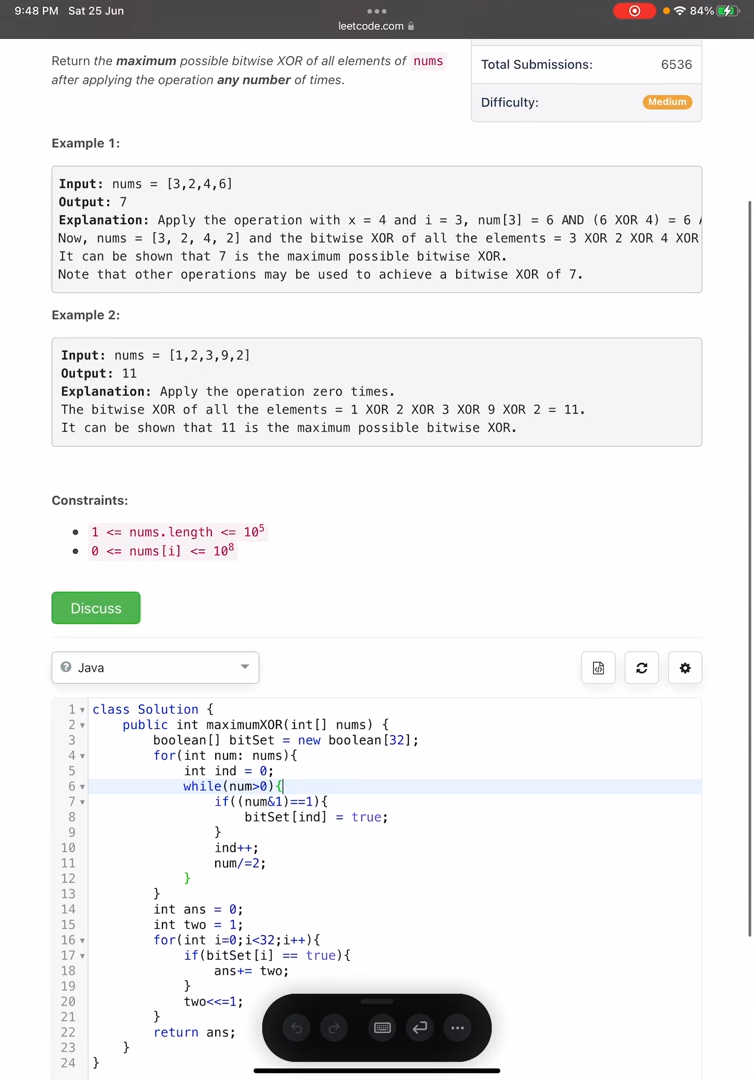 9:48 PM Sat 25 Jun
84%
leetcode.com
Return the maximum possible bitwise XOR of all elements of nums
after applying the operation any number of times.
Total Submissions: 6536
Difficulty: Medium
Example 1:
Input: nums = [3,2,4,6]
Output: 7
Explanation: Apply the operation with x = 4 and i = 3, num[3] = 6 AND (6 XOR 4) = 6
Now, nums = [3, 2, 4, 2] and the bitwise XOR of all the elements = 3 XOR 2 XOR 4 XOR
It can be shown that 7 is the maximum possible bitwise XOR.
Note that other operations may be used to achieve a bitwise XOR of 7.
Example 2:
Input: nums = [1,2,3,9,2]
Output: 11
Explanation: Apply the operation zero times.
The bitwise XOR of all the elements = 1 XOR 2 XOR 3 XOR 9 XOR 2 = 11.
It can be shown that 11 is the maximum possible bitwise XOR.
Constraints:
1 <= nums.length <= 10⁵
0 <= nums[i] <= 10⁸
Discuss
Java
1 class Solution {
2 public int maximumXOR(int[] nums) {
3 boolean[] bitSet = new boolean[32];
4 for(int num: nums){
5 int ind = 0;
6 while(num>0){
7 if((num&1)==1){
8 bitSet[ind] = true;
9 }
10 ind++;
11 num/=2;
12 }
13 }
14 int ans = 0;
15 int two = 1;
16 for(int i=0;i<32;i++){
17 if(bitSet[i] == true){
18 ans+= two;
19 }
20 two<<=1;
21 }
22 return ans;
23 }
24 }